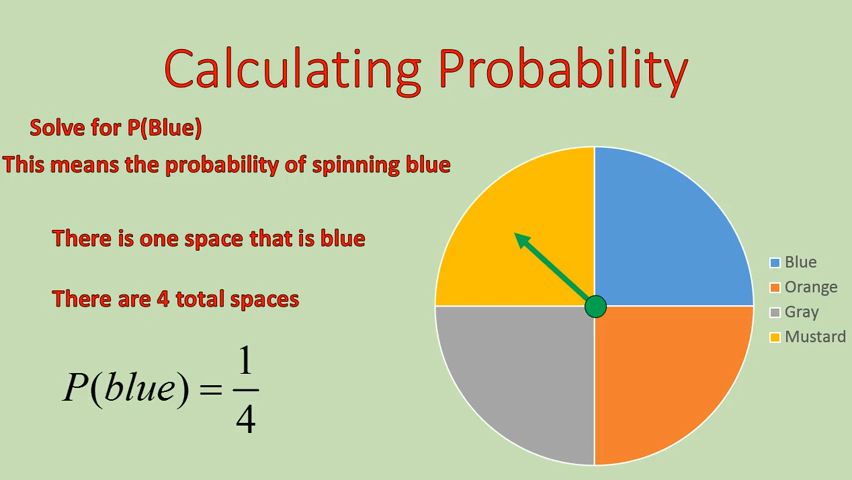 Calculating Probability
Solve for P(Blue)
This means the probability of spinning blue
There is one space that is blue
There are 4 total spaces
P(blue) = 1/4
Blue
Orange
Gray
Mustard